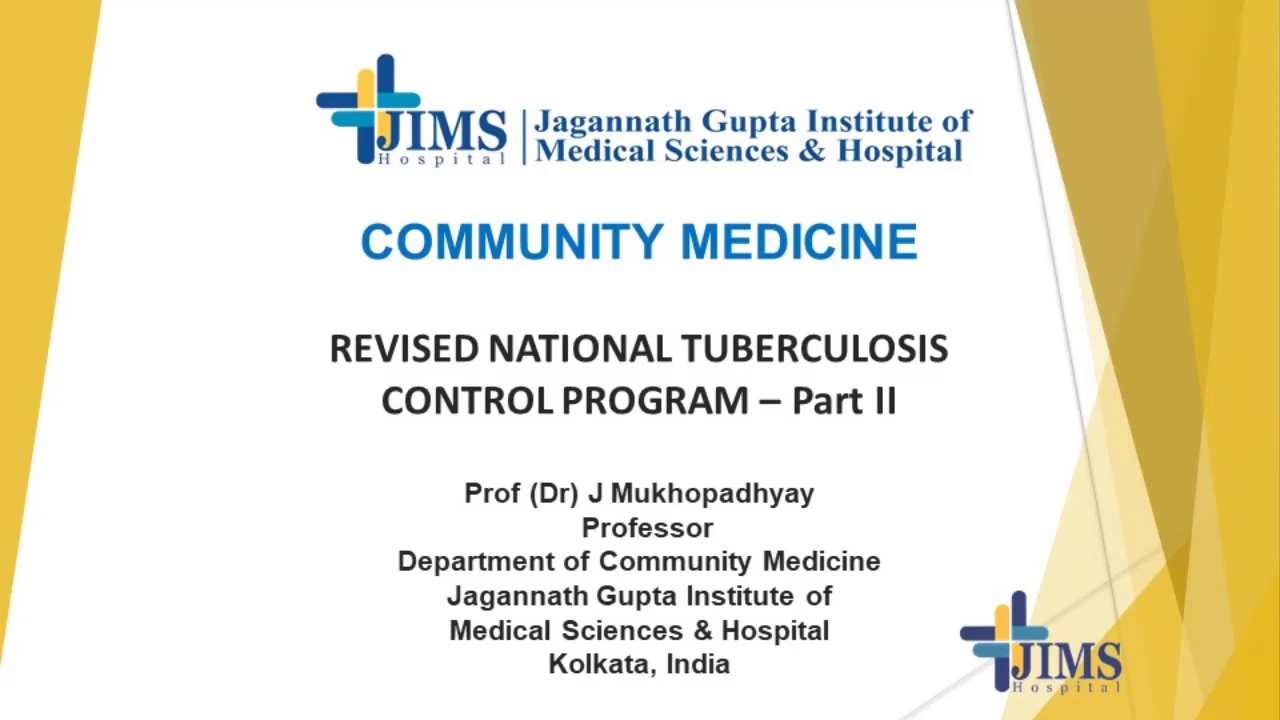 JIMS
Hospital
Jagannath Gupta Institute of
Medical Sciences & Hospital
COMMUNITY MEDICINE
REVISED NATIONAL TUBERCULOSIS
CONTROL PROGRAM – Part II
Prof (Dr) J Mukhopadhyay
Professor
Department of Community Medicine
Jagannath Gupta Institute of
Medical Sciences & Hospital
Kolkata, India
JIMS
Hospital